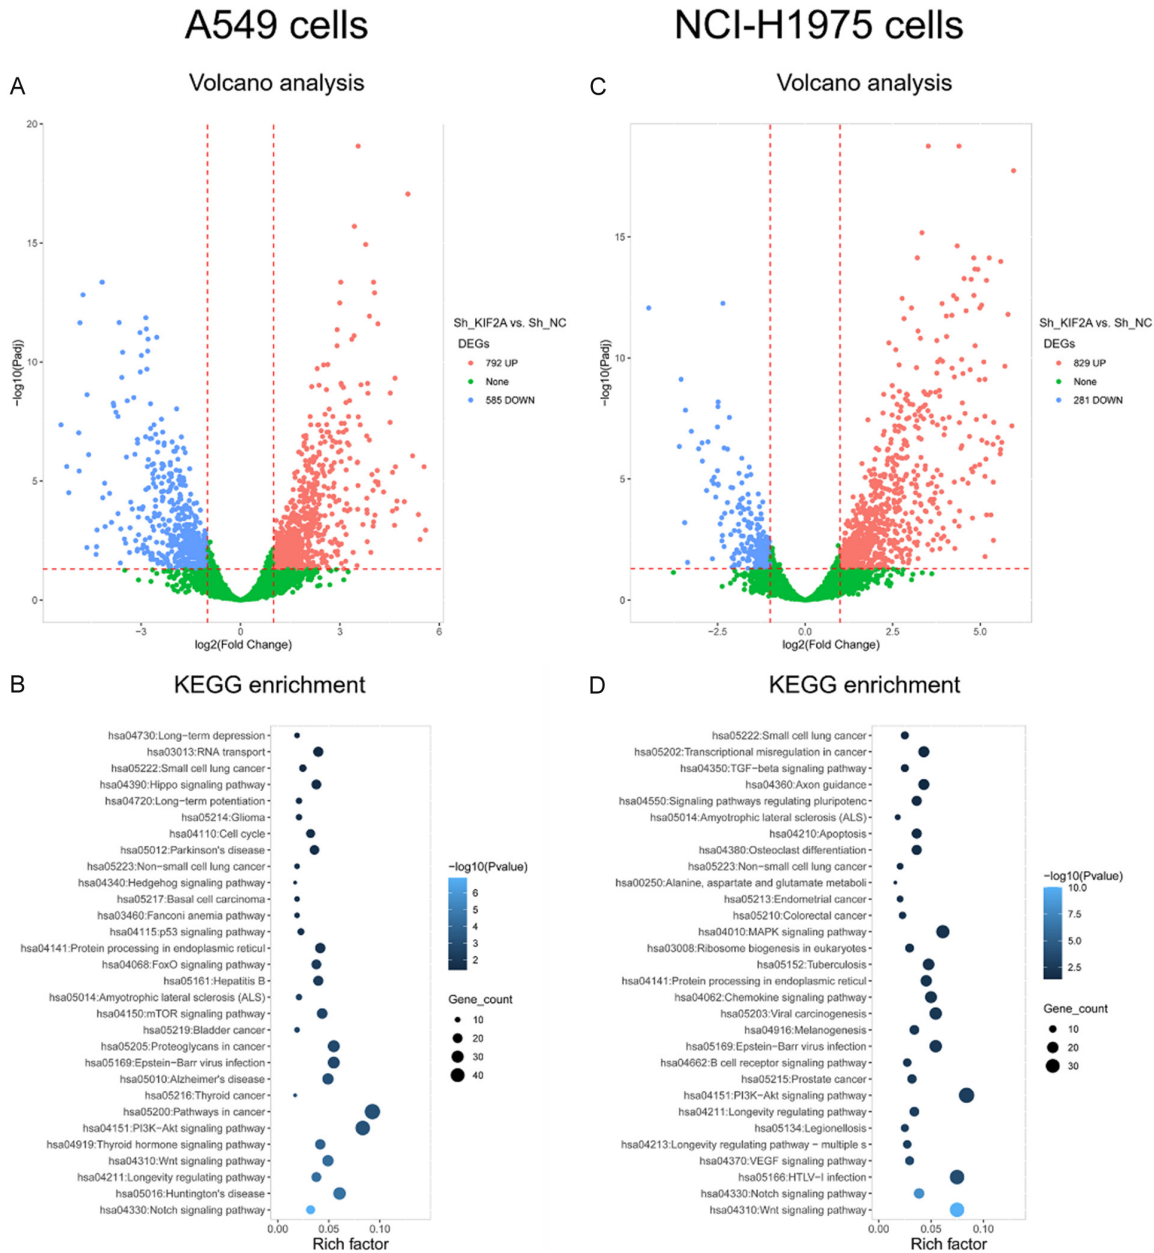 A549 cells
NCI-H1975 cells
A
Volcano analysis
20
15
10
5
0
−log10(Padj)
−3
0
3
6
log2(Fold Change)
Sh_KIF2A vs. Sh_NC
DEGs
792 UP
None
585 DOWN
C
Volcano analysis
15
10
5
0
−log10(Padj)
−2.5
0.0
2.5
5.0
log2(Fold Change)
Sh_KIF2A vs. Sh_NC
DEGs
829 UP
None
281 DOWN
B
KEGG enrichment
hsa04730:Long−term depression
hsa03013:RNA transport
hsa05222:Small cell lung cancer
hsa04390:Hippo signaling pathway
hsa04720:Long−term potentiation
hsa05214:Glioma
hsa04110:Cell cycle
hsa05012:Parkinson's disease
hsa05223:Non−small cell lung cancer
hsa04340:Hedgehog signaling pathway
hsa05217:Basal cell carcinoma
hsa03460:Fanconi anemia pathway
hsa04115:p53 signaling pathway
hsa04141:Protein processing in endoplasmic reticul
hsa04068:FoxO signaling pathway
hsa05161:Hepatitis B
hsa05014:Amyotrophic lateral sclerosis (ALS)
hsa04150:mTOR signaling pathway
hsa05219:Bladder cancer
hsa05205:Proteoglycans in cancer
hsa05169:Epstein−Barr virus infection
hsa05010:Alzheimer's disease
hsa05216:Thyroid cancer
hsa05200:Pathways in cancer
hsa04151:PI3K−Akt signaling pathway
hsa04919:Thyroid hormone signaling pathway
hsa04310:Wnt signaling pathway
hsa04211:Longevity regulating pathway
hsa05016:Huntington's disease
hsa04330:Notch signaling pathway
0.00
0.05
0.10
Rich factor
−log10(Pvalue)
6
5
4
3
2
Gene_count
10
20
30
40
D
KEGG enrichment
hsa05222:Small cell lung cancer
hsa05202:Transcriptional misregulation in cancer
hsa04350:TGF−beta signaling pathway
hsa04360:Axon guidance
hsa04550:Signaling pathways regulating pluripotenc
hsa05014:Amyotrophic lateral sclerosis (ALS)
hsa04210:Apoptosis
hsa04380:Osteoclast differentiation
hsa05223:Non−small cell lung cancer
hsa00250:Alanine, aspartate and glutamate metaboli
hsa05213:Endometrial cancer
hsa05210:Colorectal cancer
hsa04010:MAPK signaling pathway
hsa03008:Ribosome biogenesis in eukaryotes
hsa05152:Tuberculosis
hsa04141:Protein processing in endoplasmic reticul
hsa04062:Chemokine signaling pathway
hsa05203:Viral carcinogenesis
hsa04916:Melanogenesis
hsa05169:Epstein−Barr virus infection
hsa04662:B cell receptor signaling pathway
hsa05215:Prostate cancer
hsa04151:PI3K−Akt signaling pathway
hsa04211:Longevity regulating pathway
hsa05134:Legionellosis
hsa04213:Longevity regulating pathway − multiple s
hsa04370:VEGF signaling pathway
hsa05166:HTLV−I infection
hsa04330:Notch signaling pathway
hsa04310:Wnt signaling pathway
0.00
0.05
0.10
Rich factor
−log10(Pvalue)
10.0
7.5
5.0
2.5
Gene_count
10
20
30